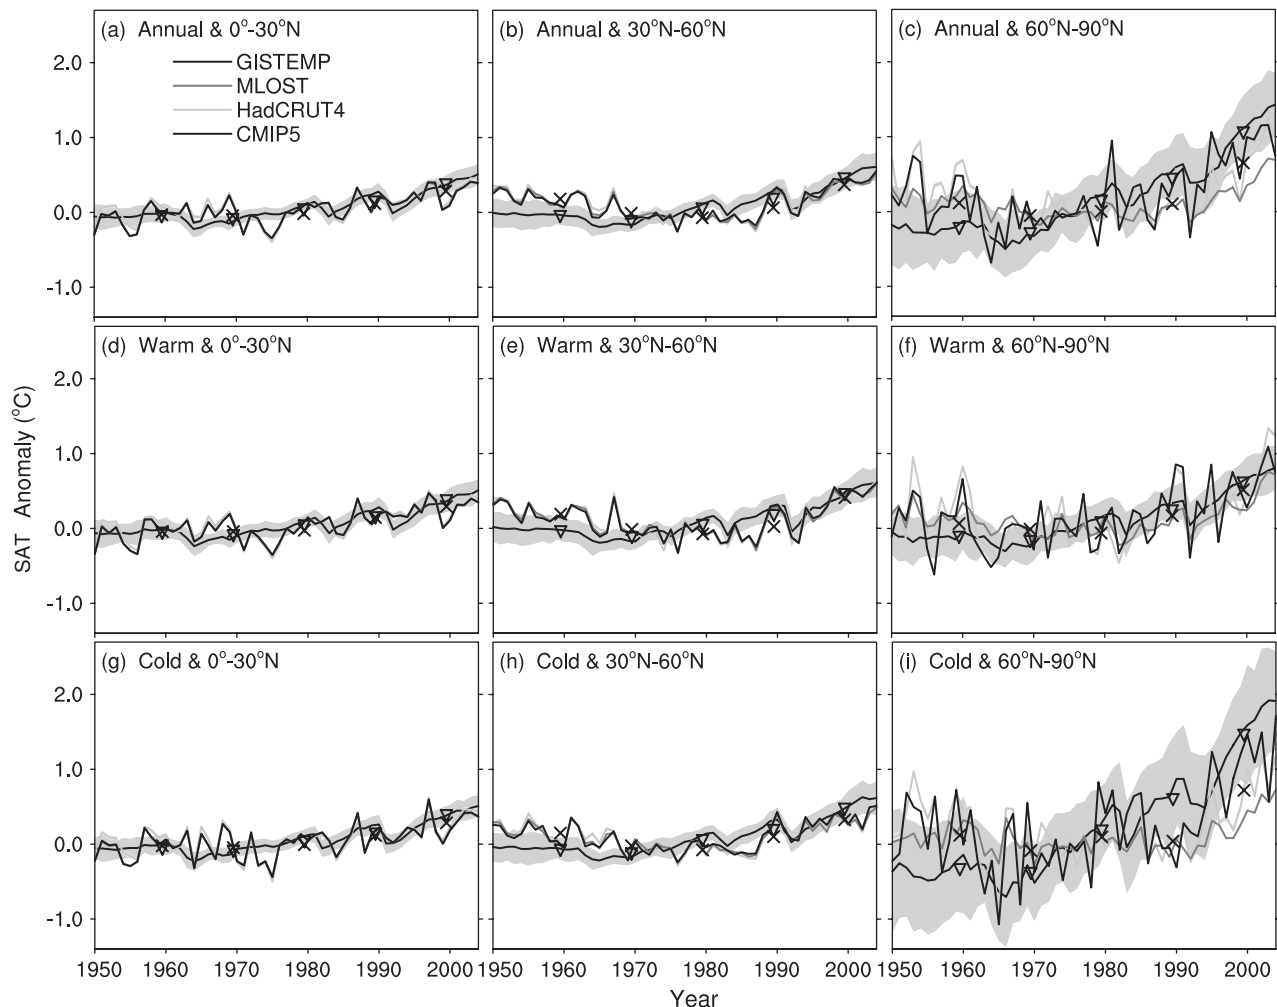 (a) Annual & 0°-30°N
(b) Annual & 30°N-60°N
(c) Annual & 60°N-90°N
GISTEMP
MLOST
HadCRUT4
CMIP5
2.0
1.0
0.0
-1.0
(d) Warm & 0°-30°N
(e) Warm & 30°N-60°N
(f) Warm & 60°N-90°N
2.0
1.0
0.0
-1.0
SAT Anomaly (°C)
(g) Cold & 0°-30°N
(h) Cold & 30°N-60°N
(i) Cold & 60°N-90°N
2.0
1.0
0.0
-1.0
1950 1960 1970 1980 1990 2000 1950 1960 1970 1980 1990 2000 1950 1960 1970 1980 1990 2000
Year